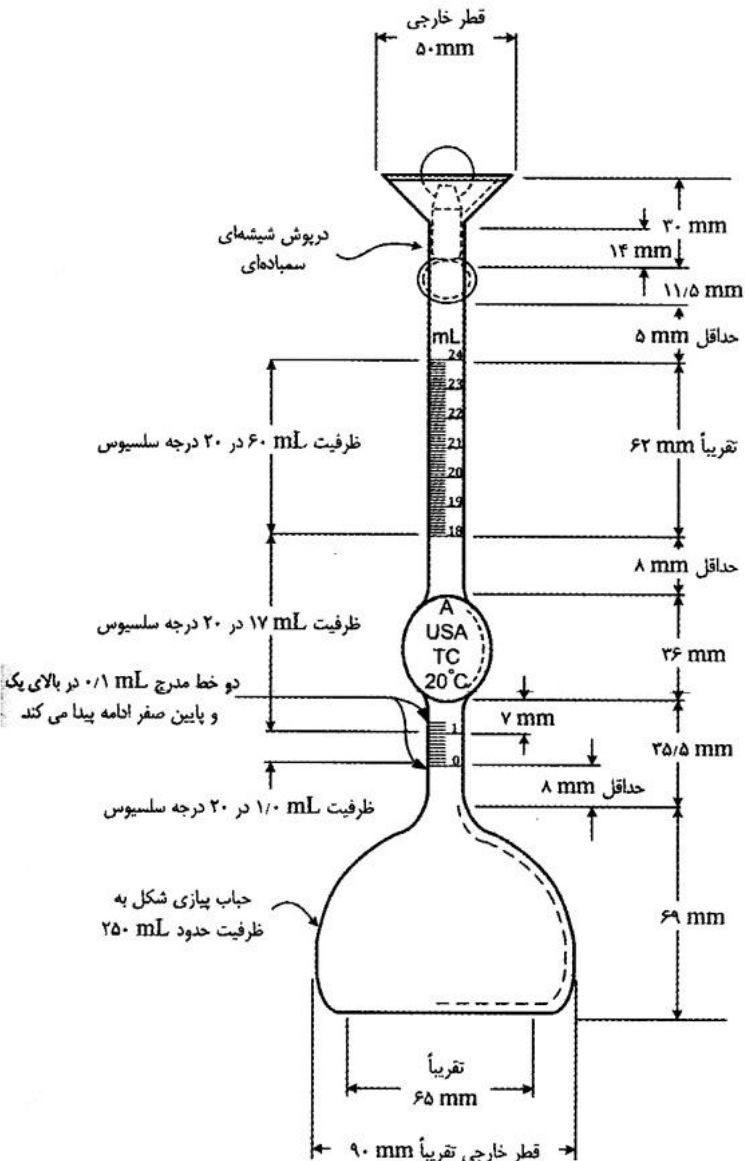 قطر خارجی
۵۰mm
درپوش شیشه‌ای
سمباده‌ای
۳۰ mm
۱۴ mm
۱۱/۵ mm
حداقل ۵ mm
mL
24
23
22
21
20
19
18
ظرفیت ۶۰ mL در ۲۰ درجه سلسیوس
تقریباً ۶۲ mm
حداقل ۸ mm
ظرفیت ۱۷ mL در ۲۰ درجه سلسیوس
A
USA
TC
20°C
۳۶ mm
دو خط مدرج ۰/۱ mL در بالای یک
و پایین صفر ادامه پیدا می کند
1
0
۷ mm
۳۵/۵ mm
حداقل ۸ mm
ظرفیت ۱/۰ mL در ۲۰ درجه سلسیوس
حباب پیازی شکل به
ظرفیت حدود ۲۵۰ mL
۶۹ mm
تقریباً
۶۵ mm
قطر خارجی تقریباً ۹۰ mm